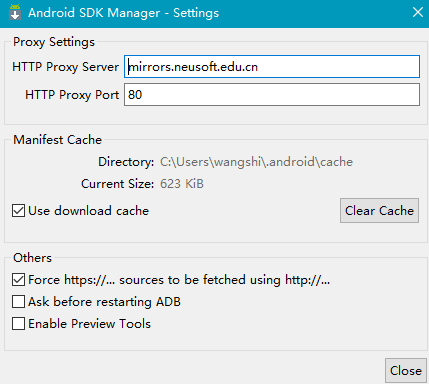 Android SDK Manager - Settings
Proxy Settings
HTTP Proxy Server mirrors.neusoft.edu.cn
HTTP Proxy Port 80
Manifest Cache
Directory: C:\Users\wangshi\.android\cache
Current Size: 623 KiB
Use download cache Clear Cache
Others
Force https://... sources to be fetched using http://...
Ask before restarting ADB
Enable Preview Tools
Close